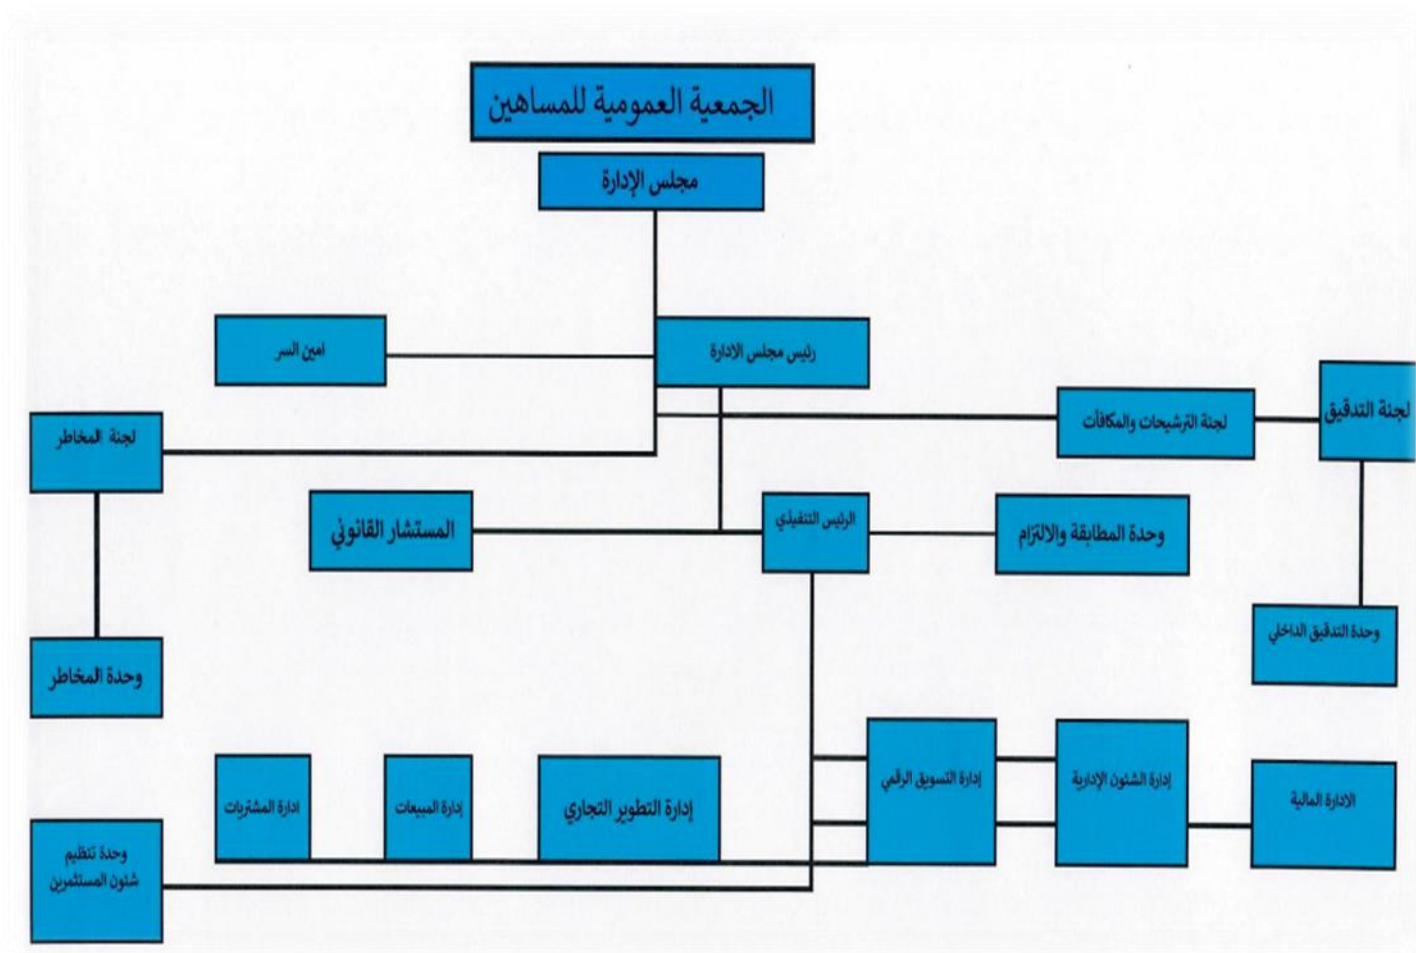 الجمعية العمومية للمساهين
مجلس الإدارة
رئيس مجلس الادارة
امين السر
لجنة التدقيق
لجنة الترشيحات والمكافأت
لجنة المخاطر
وحدة المطابقة والالتزام
الرئيس التنفيذي
المستشار القانوني
وحدة التدقيق الداخلي
وحدة المخاطر
الادارة المالية
إدارة الشئون الإدارية
إدارة التسويق الرقمي
إدارة التطوير التجاري
إدارة المبيعات
ادارة المشتريات
وحدة تنظيم
شئون المستثمرين